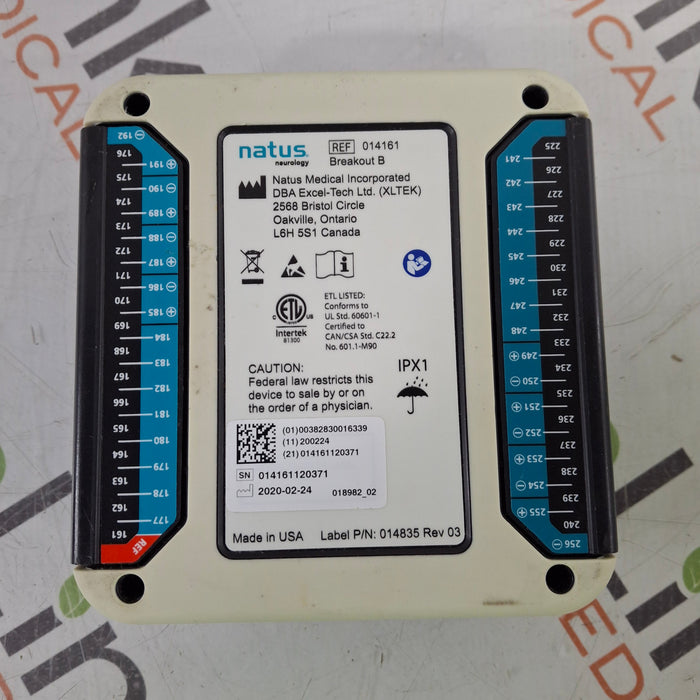 natus
neurology
REF 014161
Breakout B
Natus Medical Incorporated
DBA Excel-Tech Ltd. (XLTEK)
2568 Bristol Circle
Oakville, Ontario
L6H 5S1 Canada
ETL LISTED:
Conforms to
UL Std. 60601-1
Certified to
CAN/CSA Std. C22.2
No. 601.1-M90
C ETL US
Intertek
81300
CAUTION:
Federal law restricts this
device to sale by or on
the order of a physician.
IPX1
(01)00382830016339
(11) 200224
(21) 014161120371
SN 014161120371
2020-02-24
018982_02
Made in USA Label P/N: 014835 Rev 03
192
176
191
175
190
174
189
173
188
172
187
171
186
170
185
169
184
168
183
167
182
166
181
165
180
164
179
163
178
162
177
161
REF
225
241
226
242
227
243
228
244
229
245
230
246
231
247
232
248
233
249
234
250
235
251
236
252
237
253
238
254
239
255
240
256
ink
MEDICAL